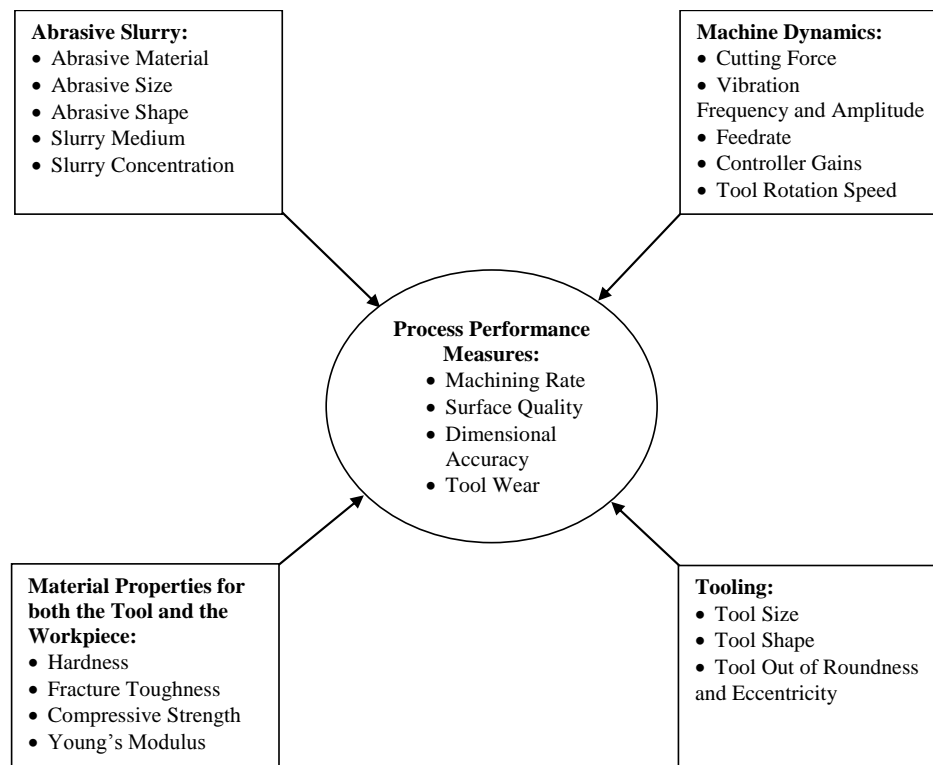 Abrasive Slurry:
• Abrasive Material
• Abrasive Size
• Abrasive Shape
• Slurry Medium
• Slurry Concentration
Machine Dynamics:
• Cutting Force
• Vibration
Frequency and Amplitude
• Feedrate
• Controller Gains
• Tool Rotation Speed
Process Performance
Measures:
• Machining Rate
• Surface Quality
• Dimensional
Accuracy
• Tool Wear
Material Properties for
both the Tool and the
Workpiece:
• Hardness
• Fracture Toughness
• Compressive Strength
• Young’s Modulus
Tooling:
• Tool Size
• Tool Shape
• Tool Out of Roundness
and Eccentricity